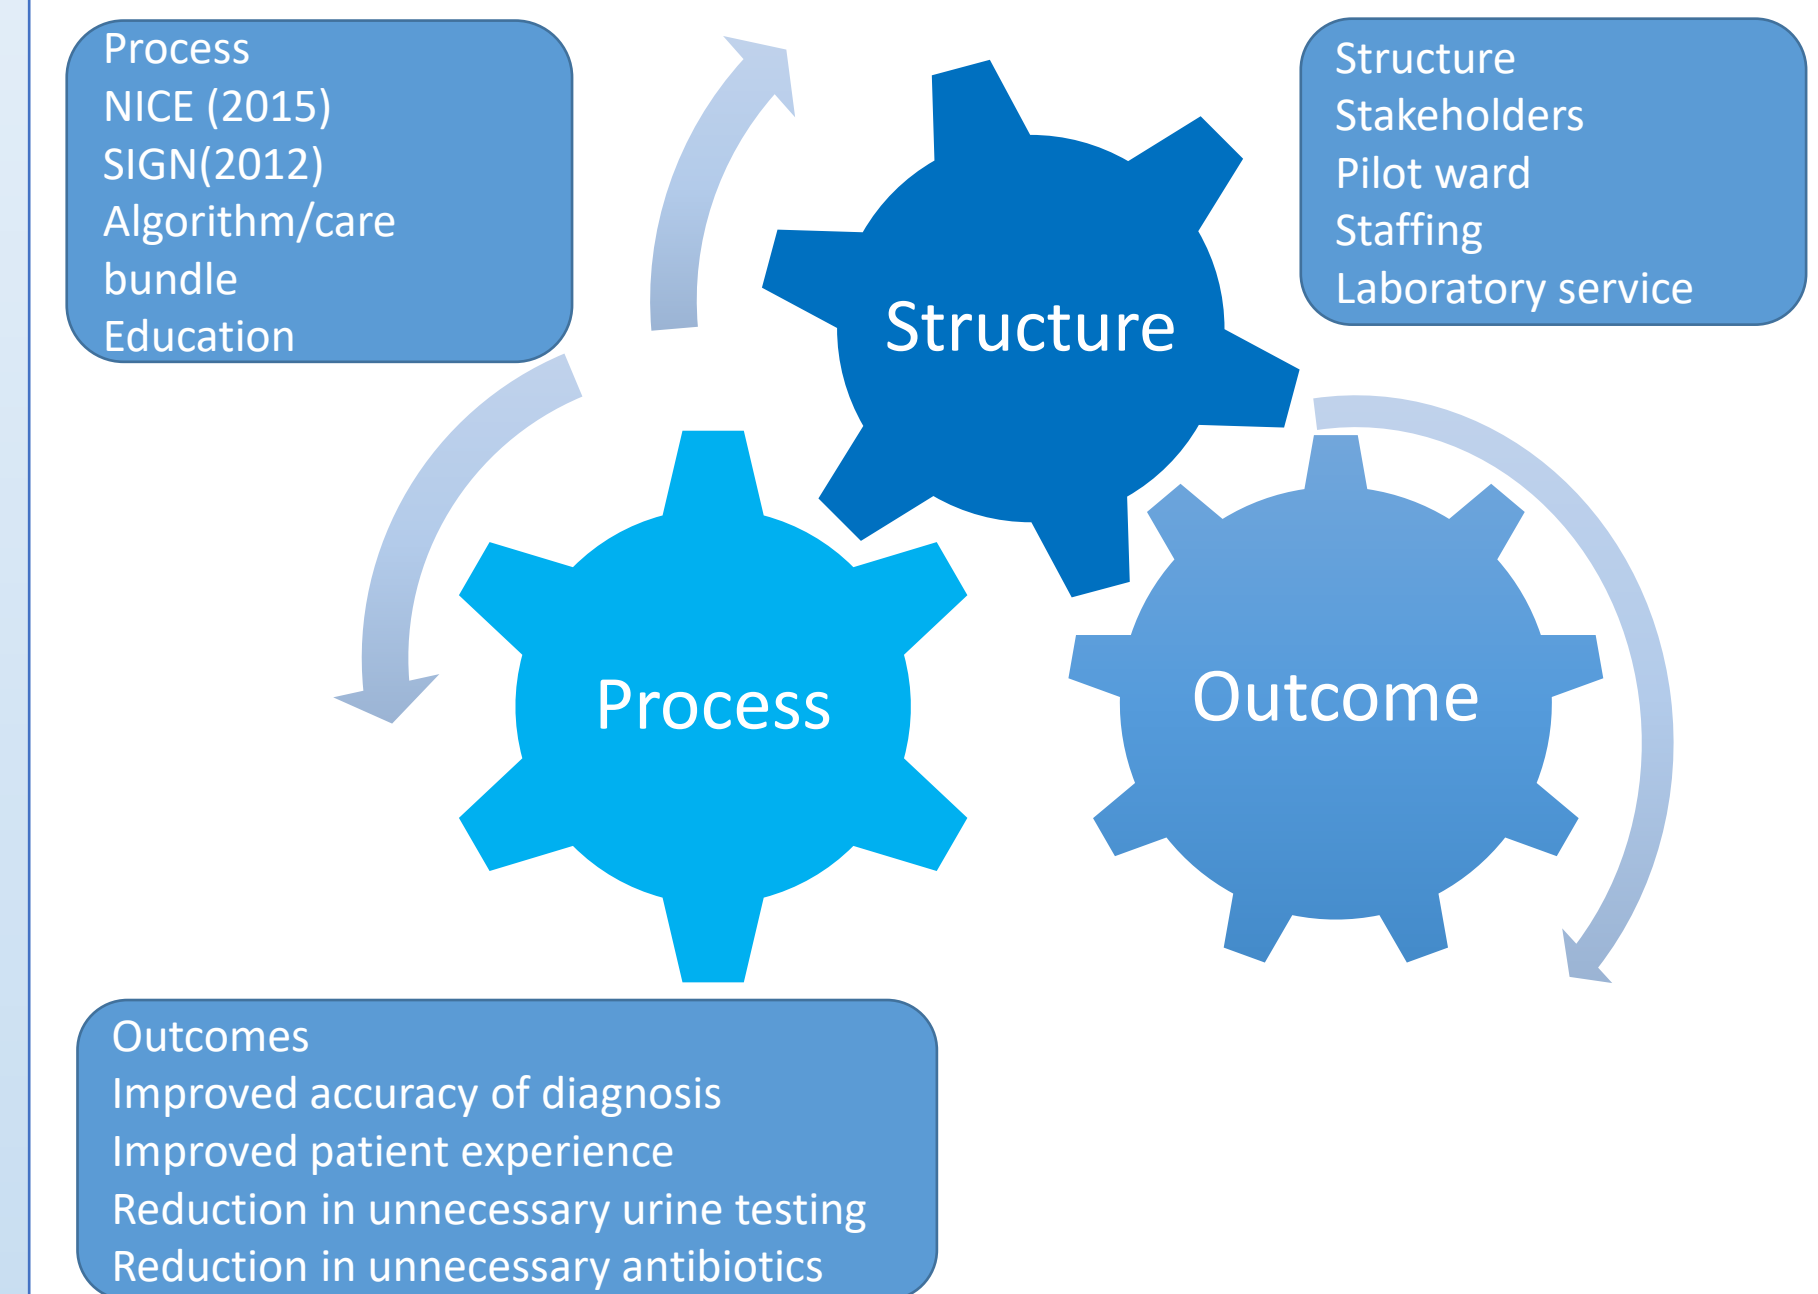 Process
NICE (2015)
SIGN(2012)
Algorithm/care
bundle
Education
Structure
Stakeholders
Pilot ward
Staffing
Laboratory service
Structure
Process
Outcome
Outcomes
Improved accuracy of diagnosis
Improved patient experience
Reduction in unnecessary urine testing
Reduction in unnecessary antibiotics